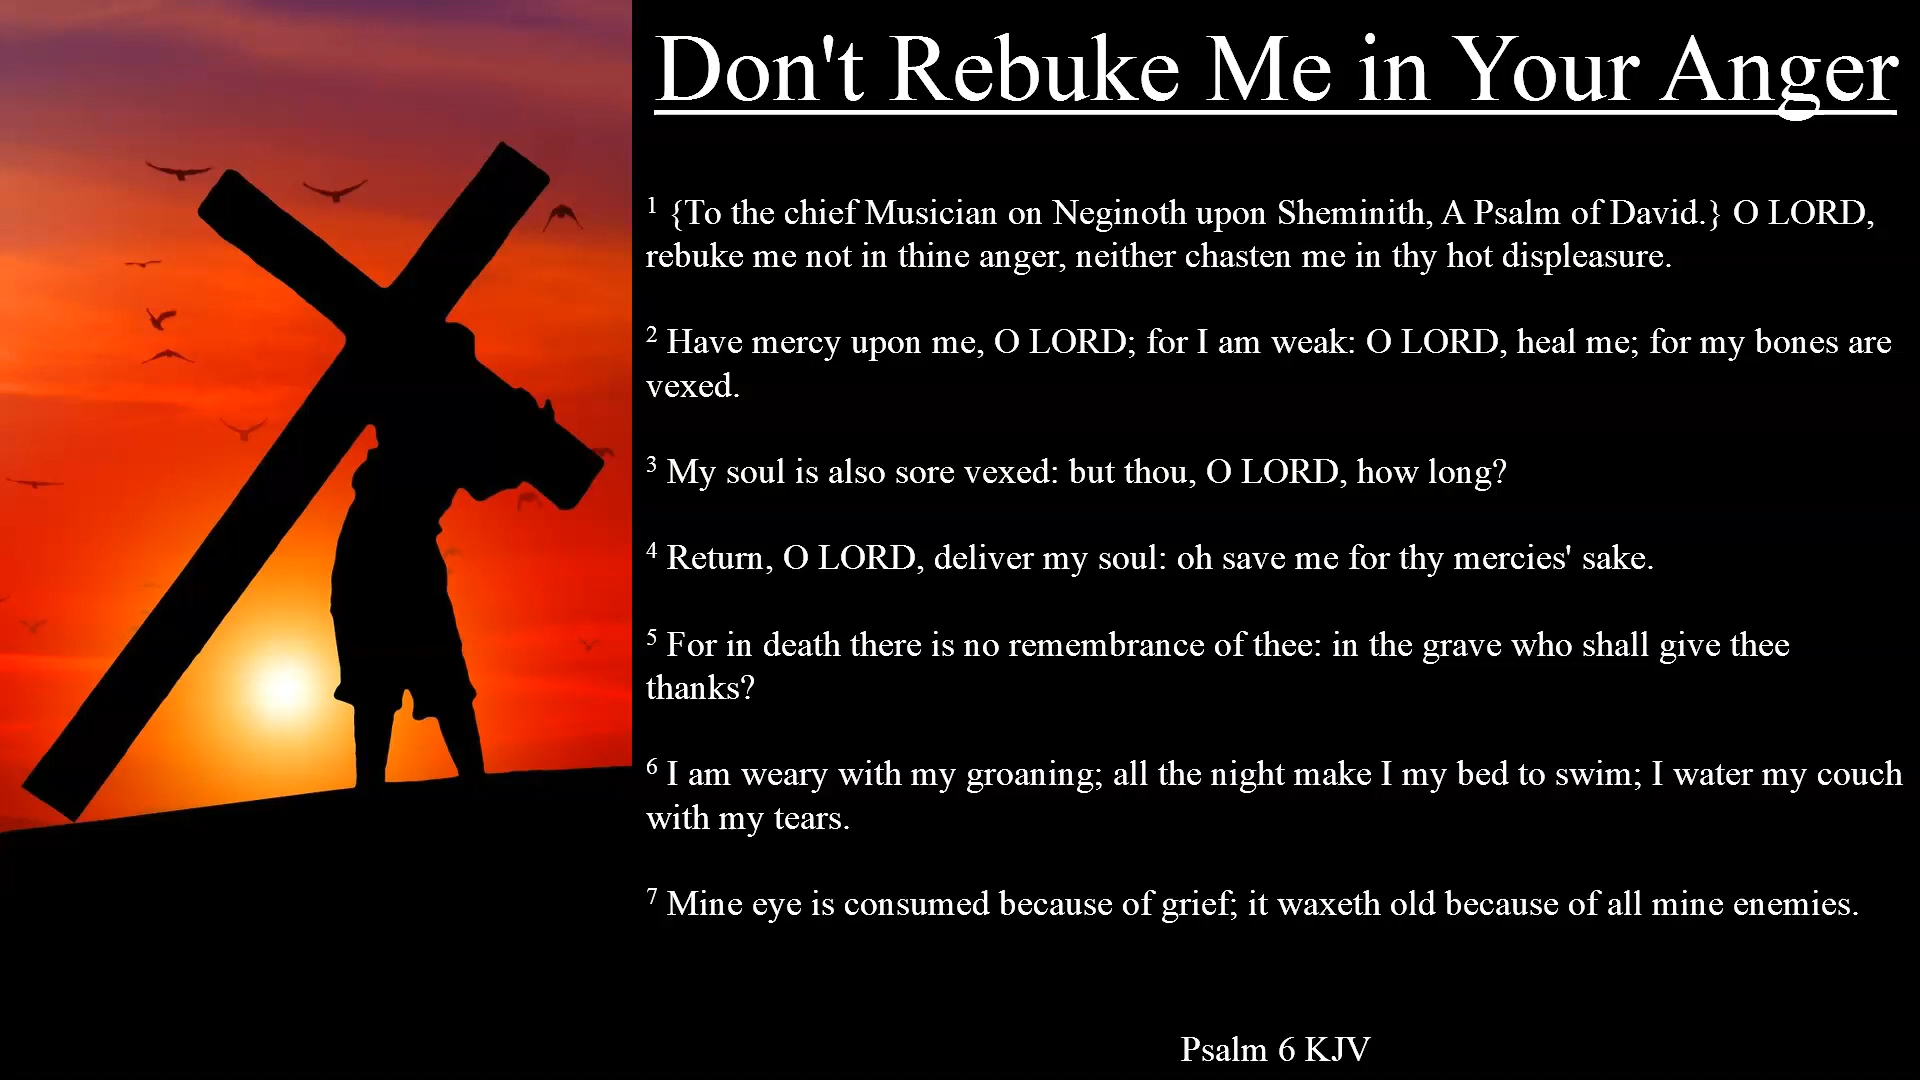 Don't Rebuke Me in Your Anger
1 {To the chief Musician on Neginoth upon Sheminith, A Psalm of David.} O LORD,
rebuke me not in thine anger, neither chasten me in thy hot displeasure.
2 Have mercy upon me, O LORD; for I am weak: O LORD, heal me; for my bones are
vexed.
3 My soul is also sore vexed: but thou, O LORD, how long?
4 Return, O LORD, deliver my soul: oh save me for thy mercies' sake.
5 For in death there is no remembrance of thee: in the grave who shall give thee
thanks?
6 I am weary with my groaning; all the night make I my bed to swim; I water my couch
with my tears.
7 Mine eye is consumed because of grief; it waxeth old because of all mine enemies.
Psalm 6 KJV